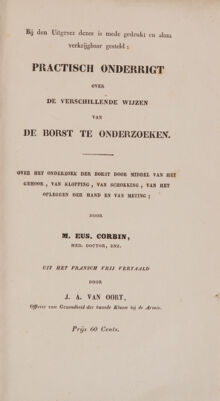 Bij den Uitgever dezes is mede gedrukt en alom
verkrijgbaar gesteld :
PRACTISCH ONDERRIGT
OVER
DE VERSCHILLENDE WIJZEN
VAN
DE BORST TE ONDERZOEKEN.
OVER HET ONDERZOEK DER BORST DOOR MIDDEL VAN HET
GEHOOR , VAN KLOPPING , VAN SCHOKKING , VAN HET
OPLEGGEN DER HAND EN VAN METING ;
DOOR
M. EUS. CORBIN,
MED. DOCTOR, ENZ.
UIT HET FRANSCH VRIJ VERTAALD
DOOR
J. A. VAN OORT,
Officier van Gezondheid der tweede Klasse bij de Armée.
Prijs 60 Cents.